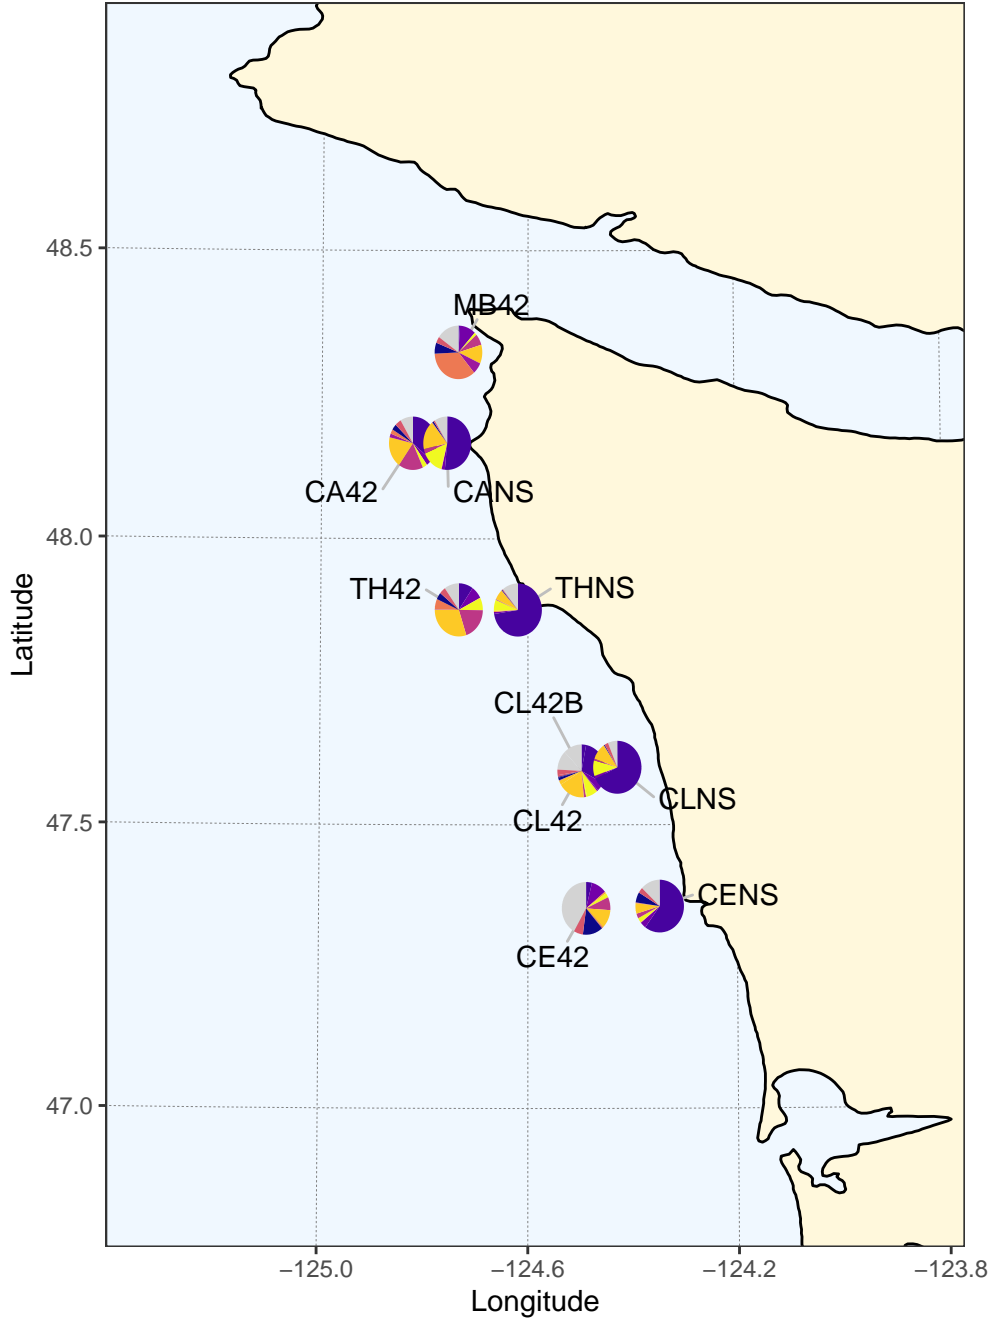 48.5
MB42
CA42
CANS
48.0
TH42
THNS
Latitude
CL42B
CLNS
CL42
47.5
CENS
CE42
47.0
−125.0
−124.6
−124.2
−123.8
Longitude